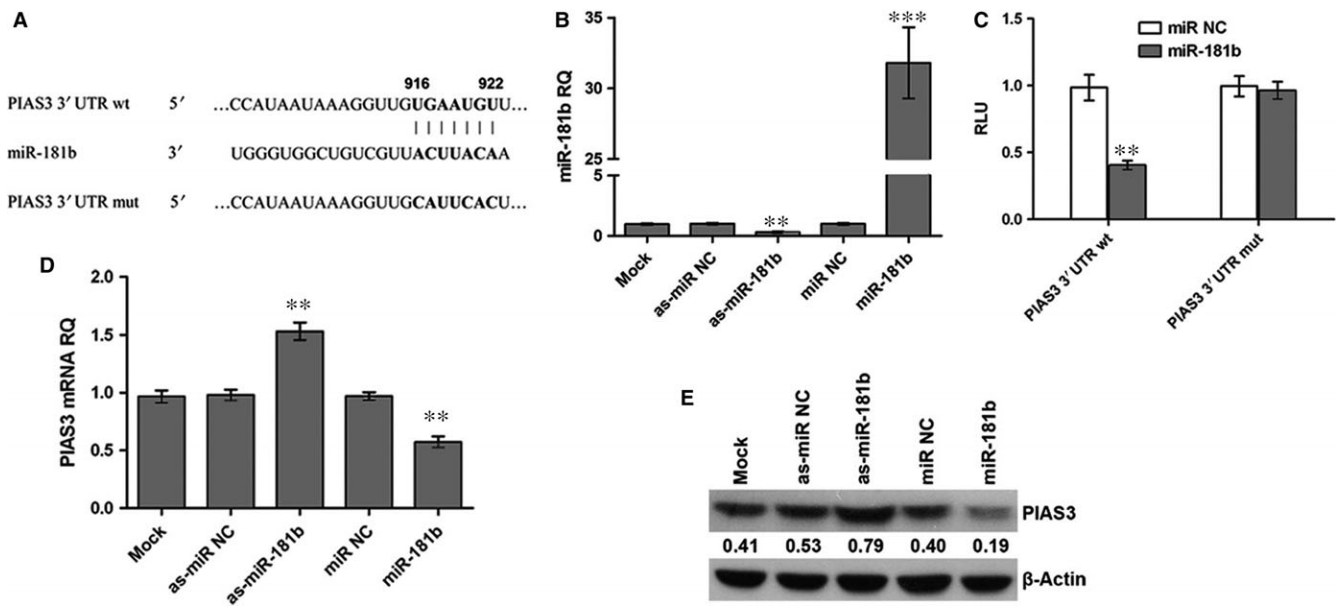 A
916 922
PIAS3 3′ UTR wt 5′ ...CCAUAAUAAAGGUUGUGAAUGUU...
miR-181b 3′ UGGGUGGCUGUCGUUACUUACAA
PIAS3 3′ UTR mut 5′ ...CCAUAAUAAAGGUUGCAUUCACU...
B
miR-181b RQ
35
30
25
5
0
**
***
Mock
as-miR NC
as-miR-181b
miR NC
miR-181b
C
miR NC
miR-181b
RLU
1.5
1.0
0.5
0.0
**
PIAS3 3′ UTR wt
PIAS3 3′ UTR mut
D
PIAS3 mRNA RQ
2.0
1.5
1.0
0.5
0.0
**
**
Mock
as-miR NC
as-miR-181b
miR NC
miR-181b
E
Mock
as-miR NC
as-miR-181b
miR NC
miR-181b
PIAS3
0.41 0.53 0.79 0.40 0.19
β-Actin